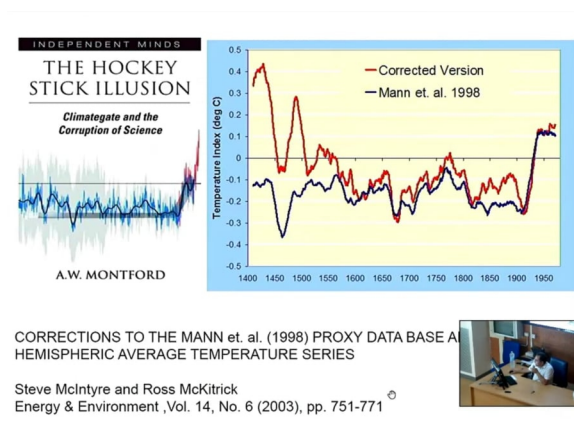 INDEPENDENT MINDS
THE HOCKEY
STICK ILLUSION
Climategate and the
Corruption of Science
A.W. MONTFORD
0.5
0.4
0.3
0.2
0.1
0
-0.1
-0.2
-0.3
-0.4
-0.5
Temperature Index (deg C)
Corrected Version
Mann et. al. 1998
1400 1450 1500 1550 1600 1650 1700 1750 1800 1850 1900 1950
CORRECTIONS TO THE MANN et. al. (1998) PROXY DATA BASE
HEMISPHERIC AVERAGE TEMPERATURE SERIES
Steve McIntyre and Ross McKitrick
Energy & Environment ,Vol. 14, No. 6 (2003), pp. 751-771